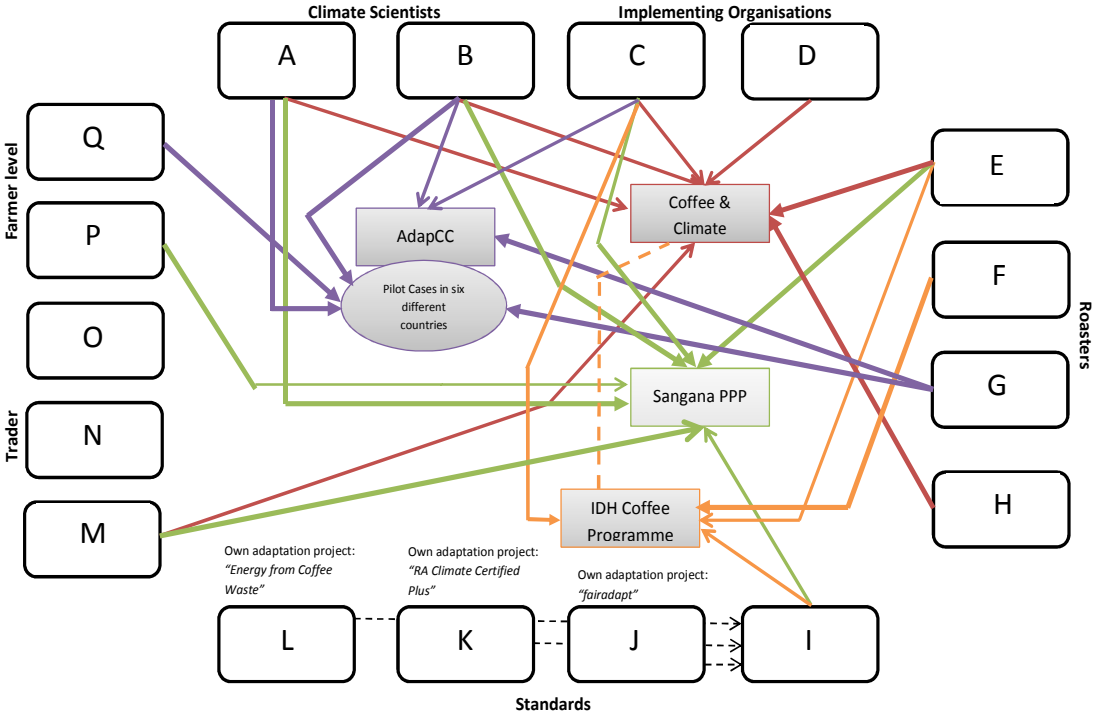 Climate Scientists
Implementing Organisations
A
B
C
D
Farmer level
Q
E
P
Coffee &
Climate
AdapCC
F
Pilot Cases in six
different
countries
O
Roasters
G
Sangana PPP
Trader
N
H
IDH Coffee
Programme
M
Own adaptation project:
“Energy from Coffee
Waste”
Own adaptation project:
“RA Climate Certified
Plus”
Own adaptation project:
“fairadapt”
L
K
J
I
Standards